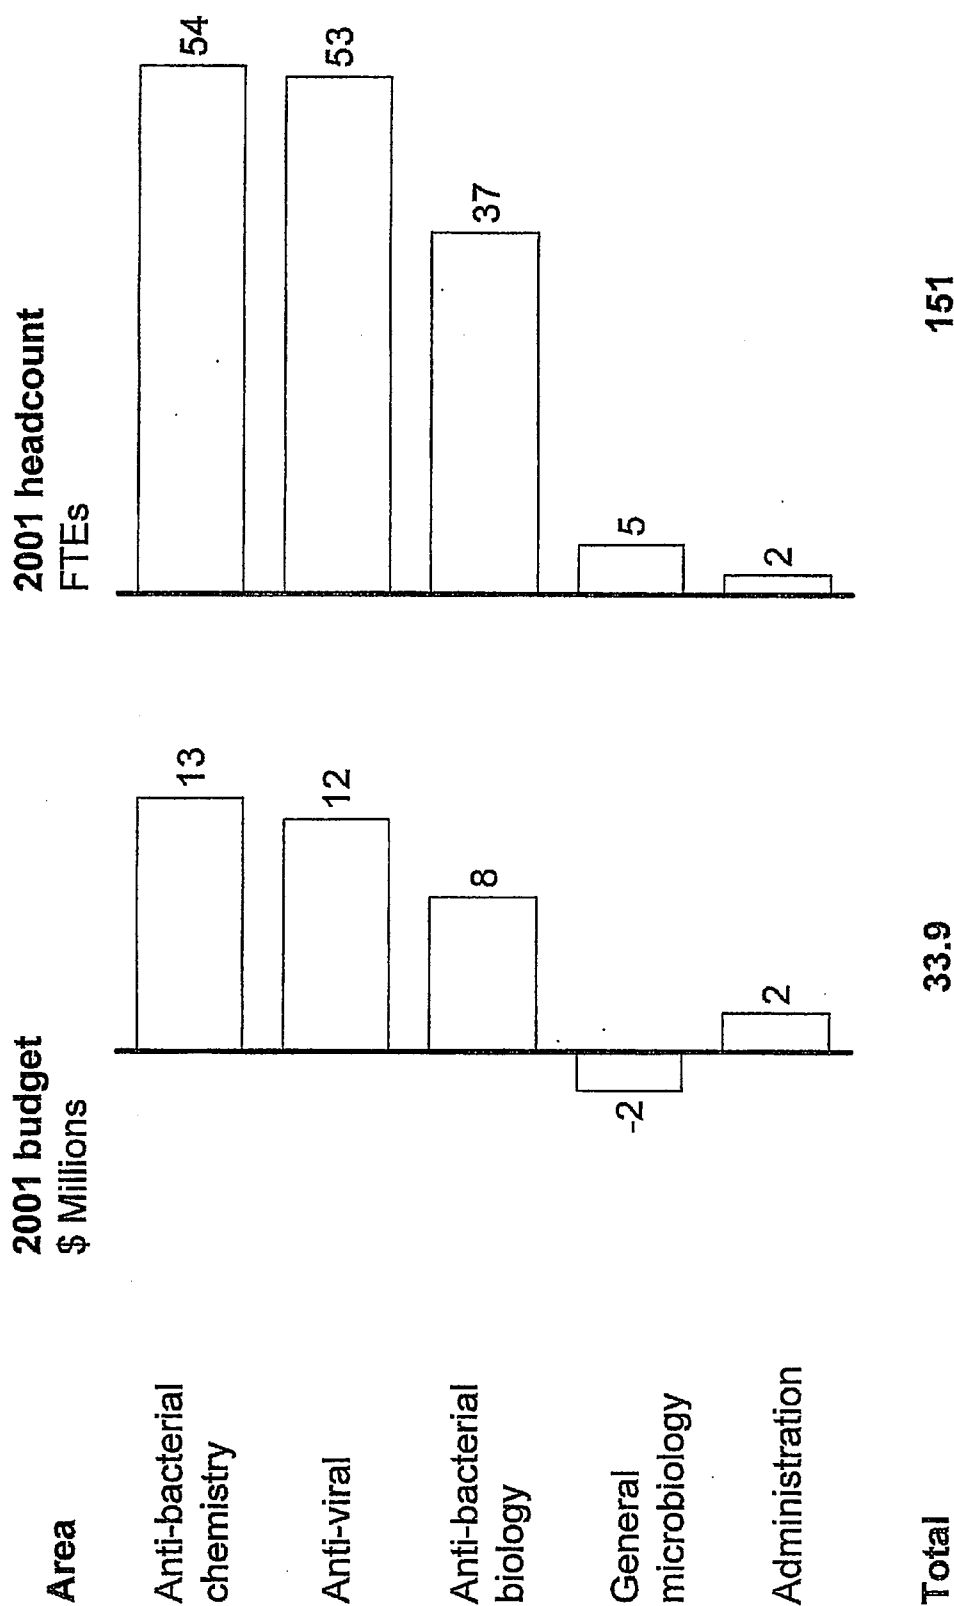 Area
2001 budget
$ Millions
2001 headcount
FTEs
Anti-bacterial
chemistry
13
54
Anti-viral
12
53
Anti-bacterial
biology
8
37
General
microbiology
-2
5
Administration
2
2
Total
33.9
151